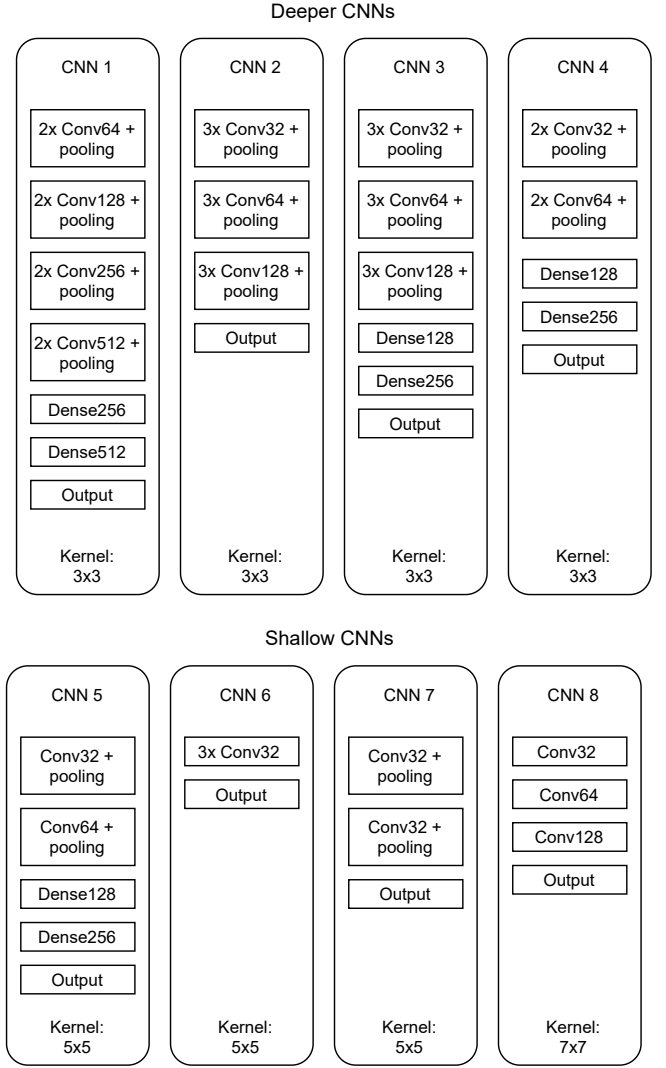 Deeper CNNs
CNN 1
2x Conv64 +
pooling
2x Conv128 +
pooling
2x Conv256 +
pooling
2x Conv512 +
pooling
Dense256
Dense512
Output
Kernel:
3x3
CNN 2
3x Conv32 +
pooling
3x Conv64 +
pooling
3x Conv128 +
pooling
Output
Kernel:
3x3
CNN 3
3x Conv32 +
pooling
3x Conv64 +
pooling
3x Conv128 +
pooling
Dense128
Dense256
Output
Kernel:
3x3
CNN 4
2x Conv32 +
pooling
2x Conv64 +
pooling
Dense128
Dense256
Output
Kernel:
3x3
Shallow CNNs
CNN 5
Conv32 +
pooling
Conv64 +
pooling
Dense128
Dense256
Output
Kernel:
5x5
CNN 6
3x Conv32
Output
Kernel:
5x5
CNN 7
Conv32 +
pooling
Conv32 +
pooling
Output
Kernel:
5x5
CNN 8
Conv32
Conv64
Conv128
Output
Kernel:
7x7